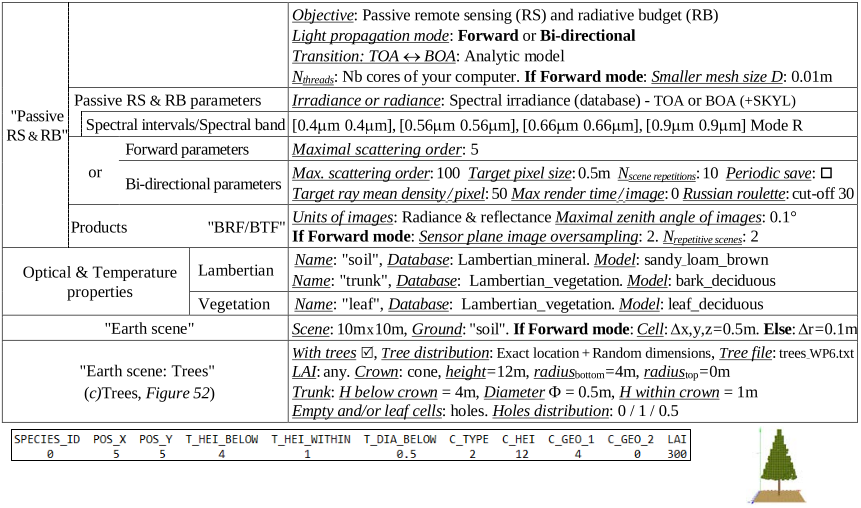 Objective: Passive remote sensing (RS) and radiative budget (RB)
Light propagation mode: Forward or Bi-directional
Transition: TOA ↔ BOA: Analytic model
Nthreads: Nb cores of your computer. If Forward mode: Smaller mesh size D: 0.01m
"Passive RS & RB"
Passive RS & RB parameters
Irradiance or radiance: Spectral irradiance (database) - TOA or BOA (+SKYL)
Spectral intervals/Spectral band
[0.4µm 0.4µm], [0.56µm 0.56µm], [0.66µm 0.66µm], [0.9µm 0.9µm] Mode R
Forward parameters
Maximal scattering order: 5
or
Bi-directional parameters
Max. scattering order: 100 Target pixel size: 0.5m Nscene repetitions: 10 Periodic save: ☐
Target ray mean density/pixel: 50 Max render time/image: 0 Russian roulette: cut-off 30
Products "BRF/BTF"
Units of images: Radiance & reflectance Maximal zenith angle of images: 0.1°
If Forward mode: Sensor plane image oversampling: 2. Nrepetitive scenes: 2
Optical & Temperature
properties
Lambertian
Name: "soil", Database: Lambertian_mineral. Model: sandy_loam_brown
Name: "trunk", Database: Lambertian_vegetation. Model: bark_deciduous
Vegetation
Name: "leaf", Database: Lambertian_vegetation. Model: leaf_deciduous
"Earth scene"
Scene: 10mx10m, Ground: "soil". If Forward mode: Cell: Δx,y,z=0.5m. Else: Δr=0.1m
"Earth scene: Trees"
(c)Trees, Figure 52)
With trees ☑, Tree distribution: Exact location + Random dimensions, Tree file: trees_WP6.txt
LAI: any. Crown: cone, height=12m, radiusbottom=4m, radiustop=0m
Trunk: H below crown = 4m, Diameter Φ = 0.5m, H within crown = 1m
Empty and/or leaf cells: holes. Holes distribution: 0 / 1 / 0.5
SPECIES_ID POS_X POS_Y T_HEI_BELOW T_HEI_WITHIN T_DIA_BELOW C_TYPE C_HEI C_GEO_1 C_GEO_2 LAI
0 5 5 4 1 0.5 2 12 4 0 300